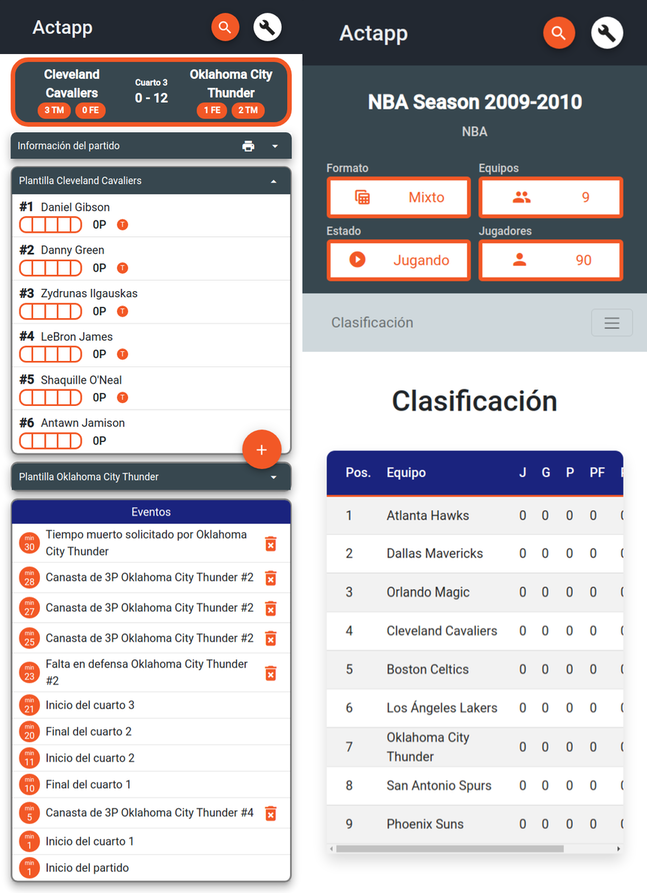 Actapp
Cleveland
Cavaliers
3 TM 0 FE
Cuarto 3
0 - 12
Oklahoma City
Thunder
1 FE 2 TM
Información del partido
Plantilla Cleveland Cavaliers
#1 Daniel Gibson
0P T
#2 Danny Green
0P T
#3 Zydrunas Ilgauskas
0P T
#4 LeBron James
0P T
#5 Shaquille O'Neal
0P T
#6 Antawn Jamison
0P
+
Plantilla Oklahoma City Thunder
Eventos
min 30 Tiempo muerto solicitado por Oklahoma
City Thunder
min 28 Canasta de 3P Oklahoma City Thunder #2
min 27 Canasta de 3P Oklahoma City Thunder #2
min 25 Canasta de 3P Oklahoma City Thunder #2
min 23 Falta en defensa Oklahoma City Thunder
#2
min 21 Inicio del cuarto 3
min 20 Final del cuarto 2
min 11 Inicio del cuarto 2
min 10 Final del cuarto 1
min 5 Canasta de 3P Oklahoma City Thunder #4
min 1 Inicio del cuarto 1
min 1 Inicio del partido
Actapp
NBA Season 2009-2010
NBA
Formato Equipos
Mixto 9
Estado Jugadores
Jugando 90
Clasificación
Clasificación
Pos. Equipo J G P PF
1 Atlanta Hawks 0 0 0 0
2 Dallas Mavericks 0 0 0 0
3 Orlando Magic 0 0 0 0
4 Cleveland Cavaliers 0 0 0 0
5 Boston Celtics 0 0 0 0
6 Los Ángeles Lakers 0 0 0 0
7 Oklahoma City
Thunder 0 0 0 0
8 San Antonio Spurs 0 0 0 0
9 Phoenix Suns 0 0 0 0